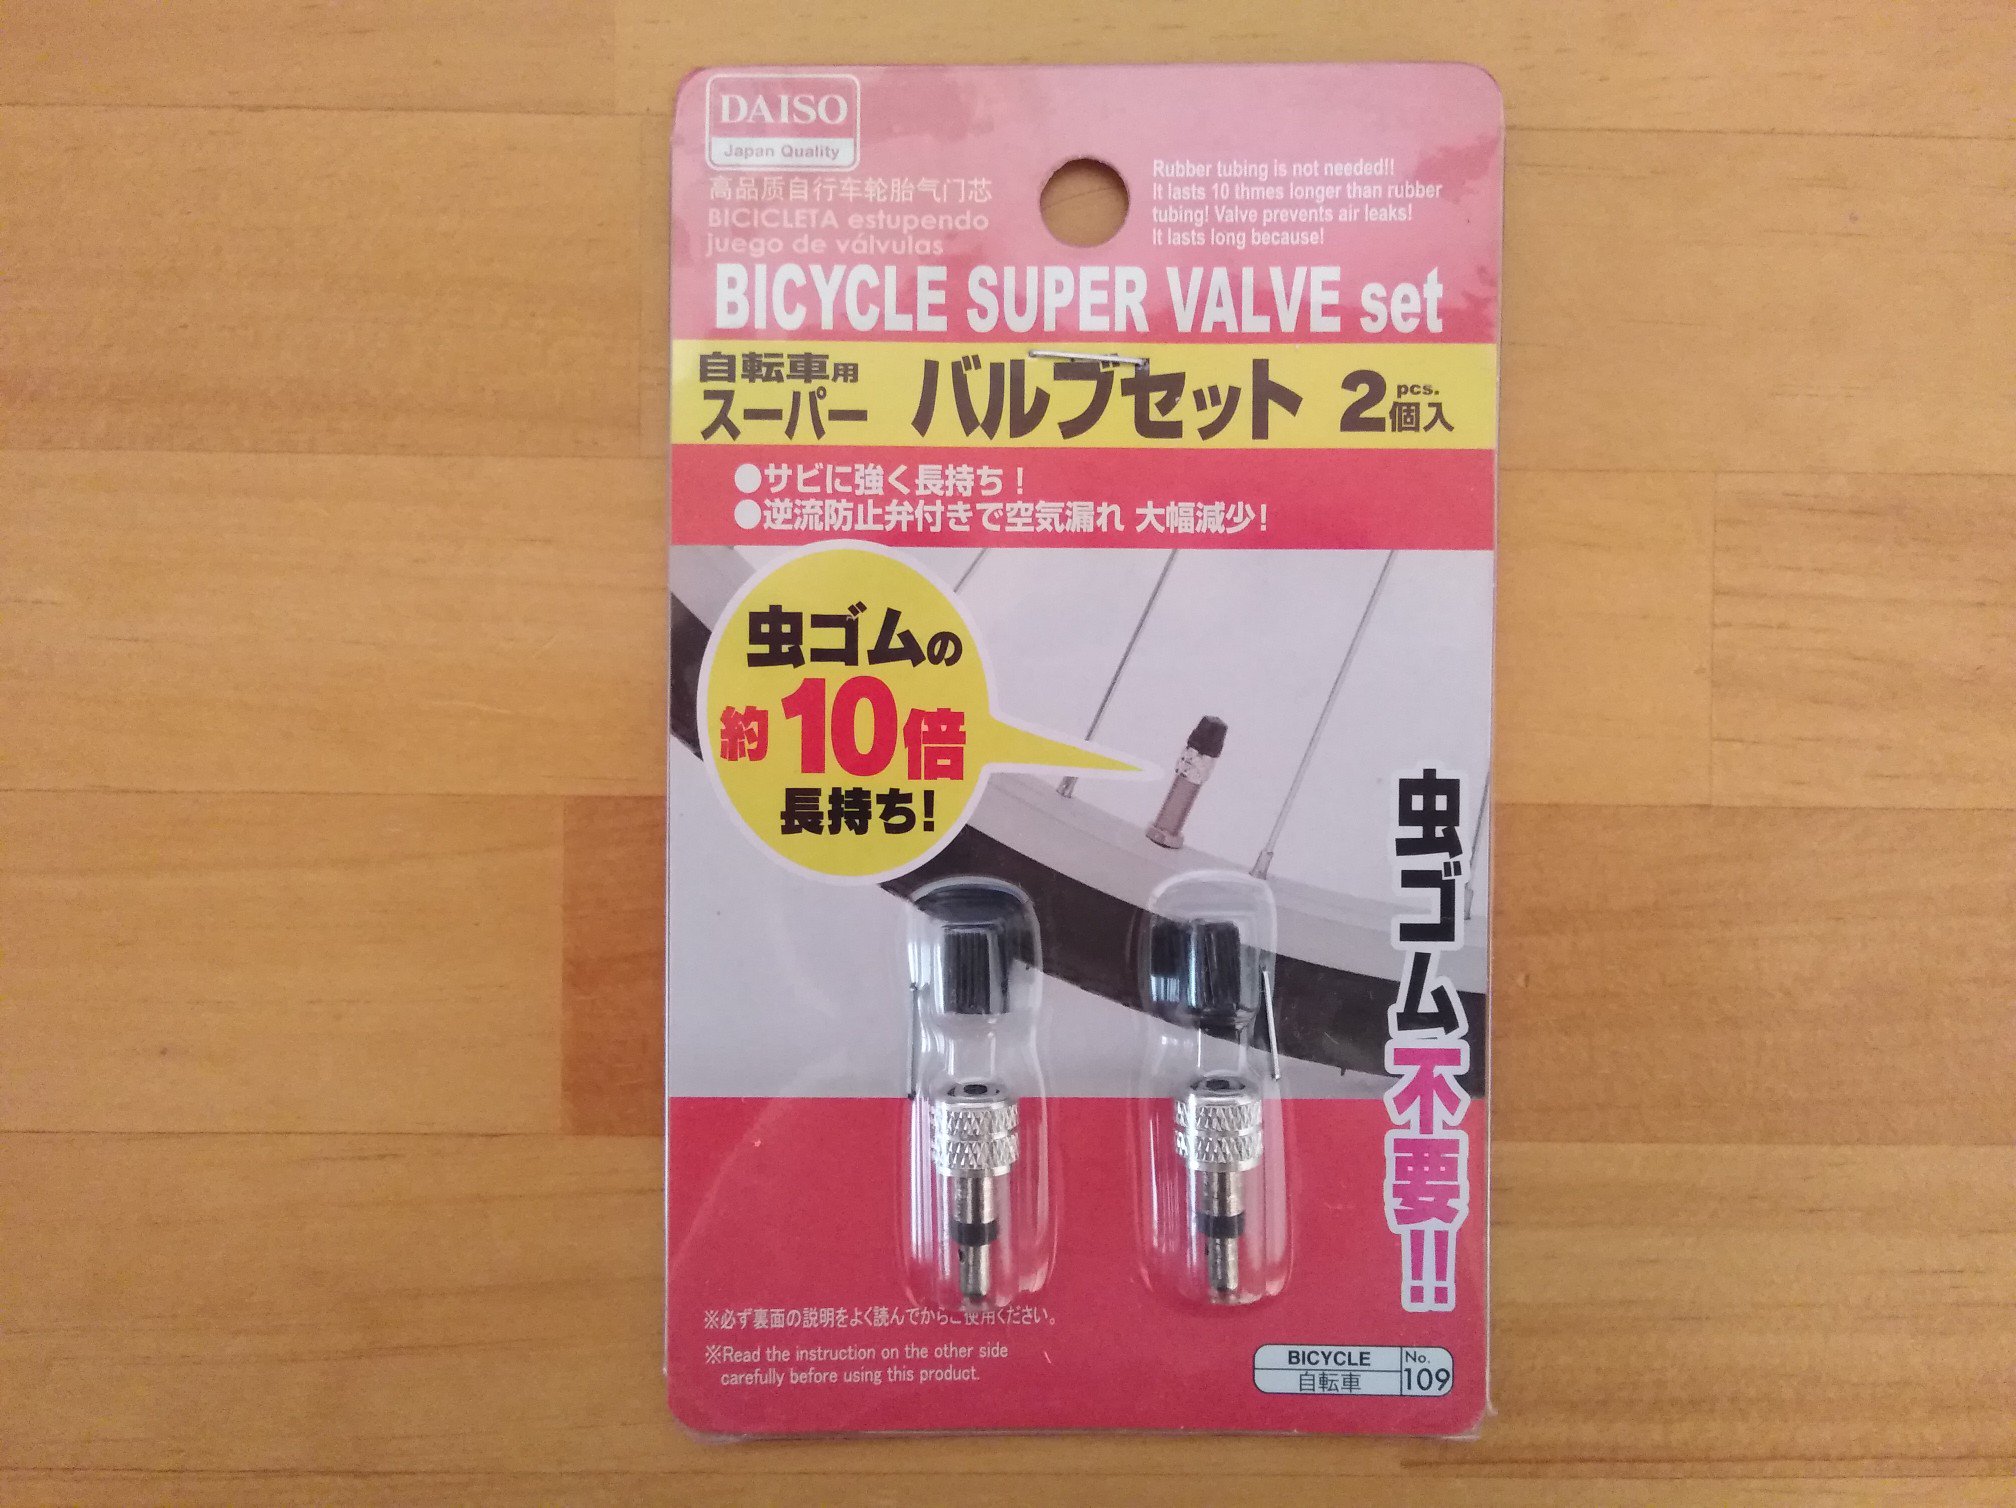 DAISO
Japan Quality
高品质自行车轮胎气门芯
BICICLETA estupendo
juego de válvulas
Rubber tubing is not needed!!
It lasts 10 thmes longer than rubber
tubing! Valve prevents air leaks!
It lasts long because!
BICYCLE SUPER VALVE set
自転車用
スーパー バルブセット 2個入
pcs.
●サビに強く長持ち!
●逆流防止弁付きで空気漏れ 大幅減少!
虫ゴムの
約10倍
長持ち!
虫ゴム不要!!
※必ず裏面の説明をよく読んでからご使用ください。
※Read the instruction on the other side
carefully before using this product.
BICYCLE
自転車
No.
109